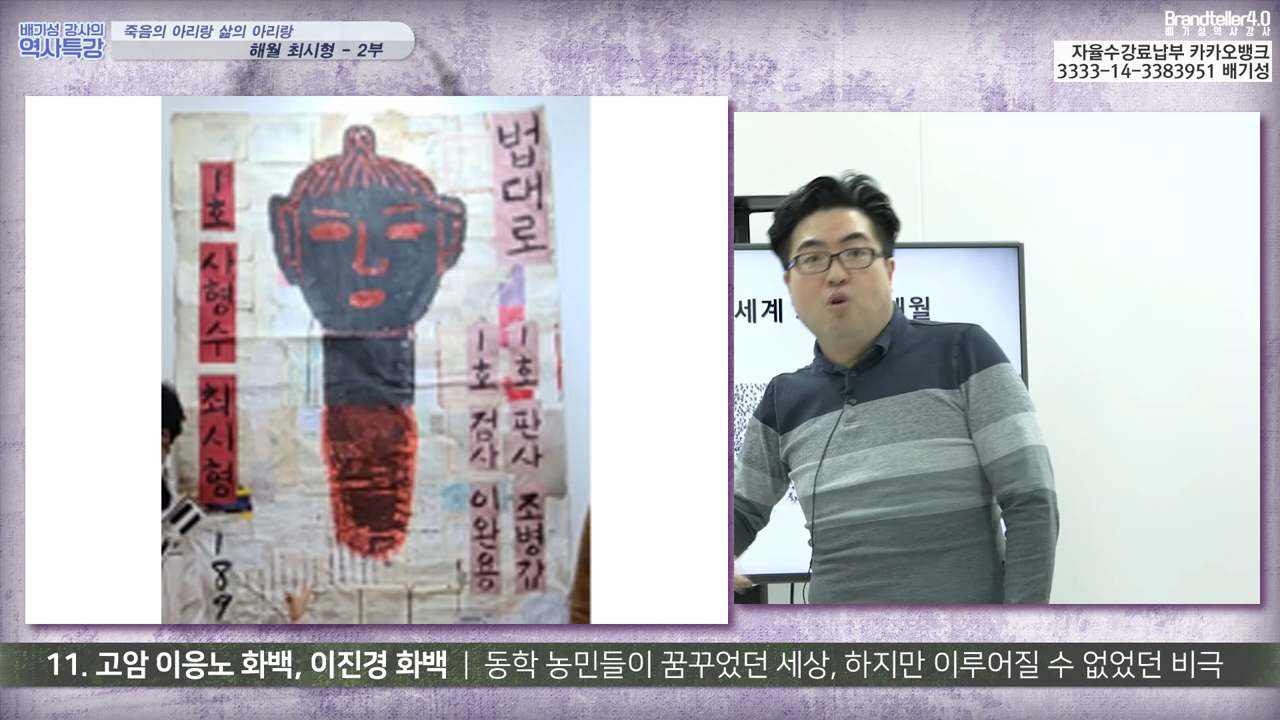 배기성 강사의
역사특강
죽음의 아리랑 삶의 아리랑
해월 최시형 - 2부
Brandteller4.0
배기성역사강사
자율수강료납부 카카오뱅크
3333-14-3383951 배기성
법대로
1호 판사 조병갑
1호 검사 이완용
1호 사형수 최시형
189
세계
해월
11. 고암 이응노 화백, 이진경 화백 | 동학 농민들이 꿈꾸었던 세상, 하지만 이루어질 수 없었던 비극